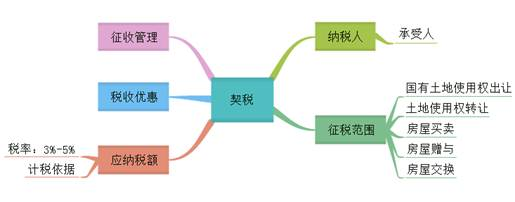 契税
纳税人
承受人
征税范围
国有土地使用权出让
土地使用权转让
房屋买卖
房屋赠与
房屋交换
征收管理
税收优惠
应纳税额
税率：3%-5%
计税依据